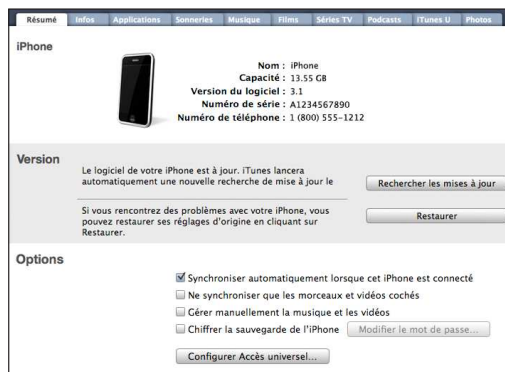 Résumé Infos Applications Sonneries Musique Films Séries TV Podcasts iTunes U Photos
iPhone
Nom : iPhone
Capacité : 13.55 GB
Version du logiciel : 3.1
Numéro de série : A1234567890
Numéro de téléphone : 1 (800) 555-1212
Version
Le logiciel de votre iPhone est à jour. iTunes lancera
automatiquement une nouvelle recherche de mise à jour le
Rechercher les mises à jour
Si vous rencontrez des problèmes avec votre iPhone, vous
pouvez restaurer ses réglages d'origine en cliquant sur
Restaurer.
Restaurer
Options
Synchroniser automatiquement lorsque cet iPhone est connecté
Ne synchroniser que les morceaux et vidéos cochés
Gérer manuellement la musique et les vidéos
Chiffrer la sauvegarde de l'iPhone Modifier le mot de passe...
Configurer Accès universel...